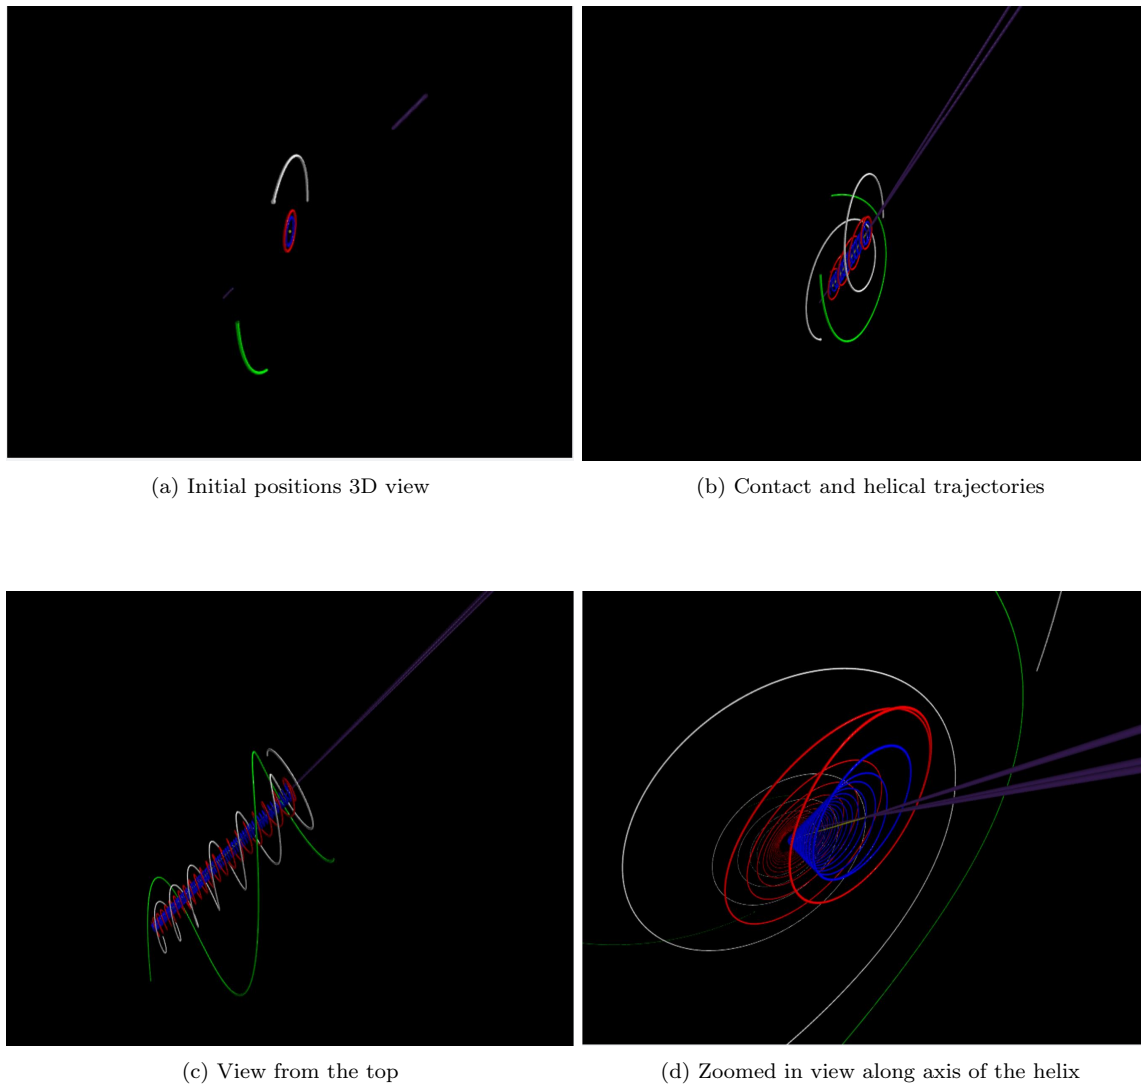 (a) Initial positions 3D view
(b) Contact and helical trajectories
(c) View from the top
(d) Zoomed in view along axis of the helix